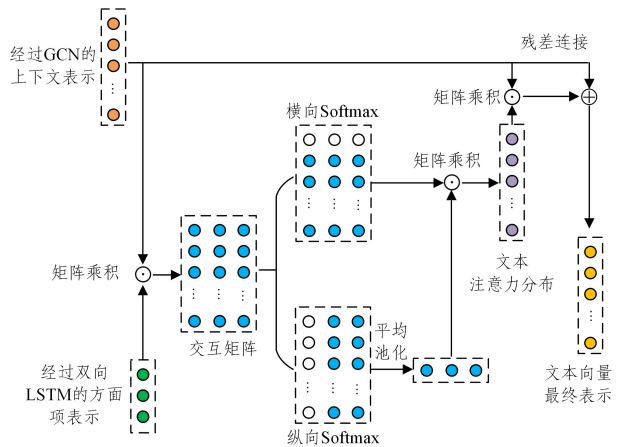 残差连接
经过GCN的
上下文表示
矩阵乘积
横向Softmax
矩阵乘积
矩阵乘积
文本
注意力分布
交互矩阵
平均
池化
经过双向
LSTM的方面
项表示
文本向量
最终表示
纵向Softmax